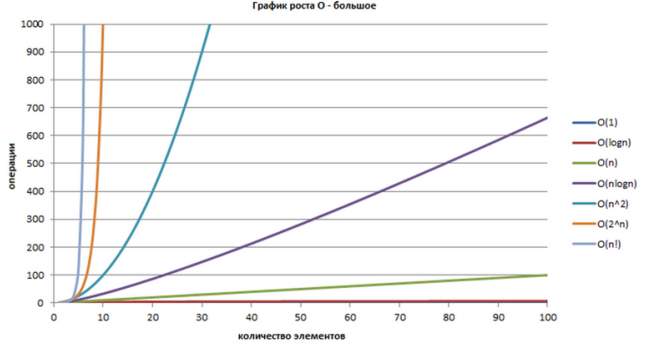 График роста O - большое
1000
900
800
700
600
500
400
300
200
100
0
операции
0 10 20 30 40 50 60 70 80 90 100
количество элементов
O(1)
O(logn)
O(n)
O(nlogn)
O(n^2)
O(2^n)
O(n!)